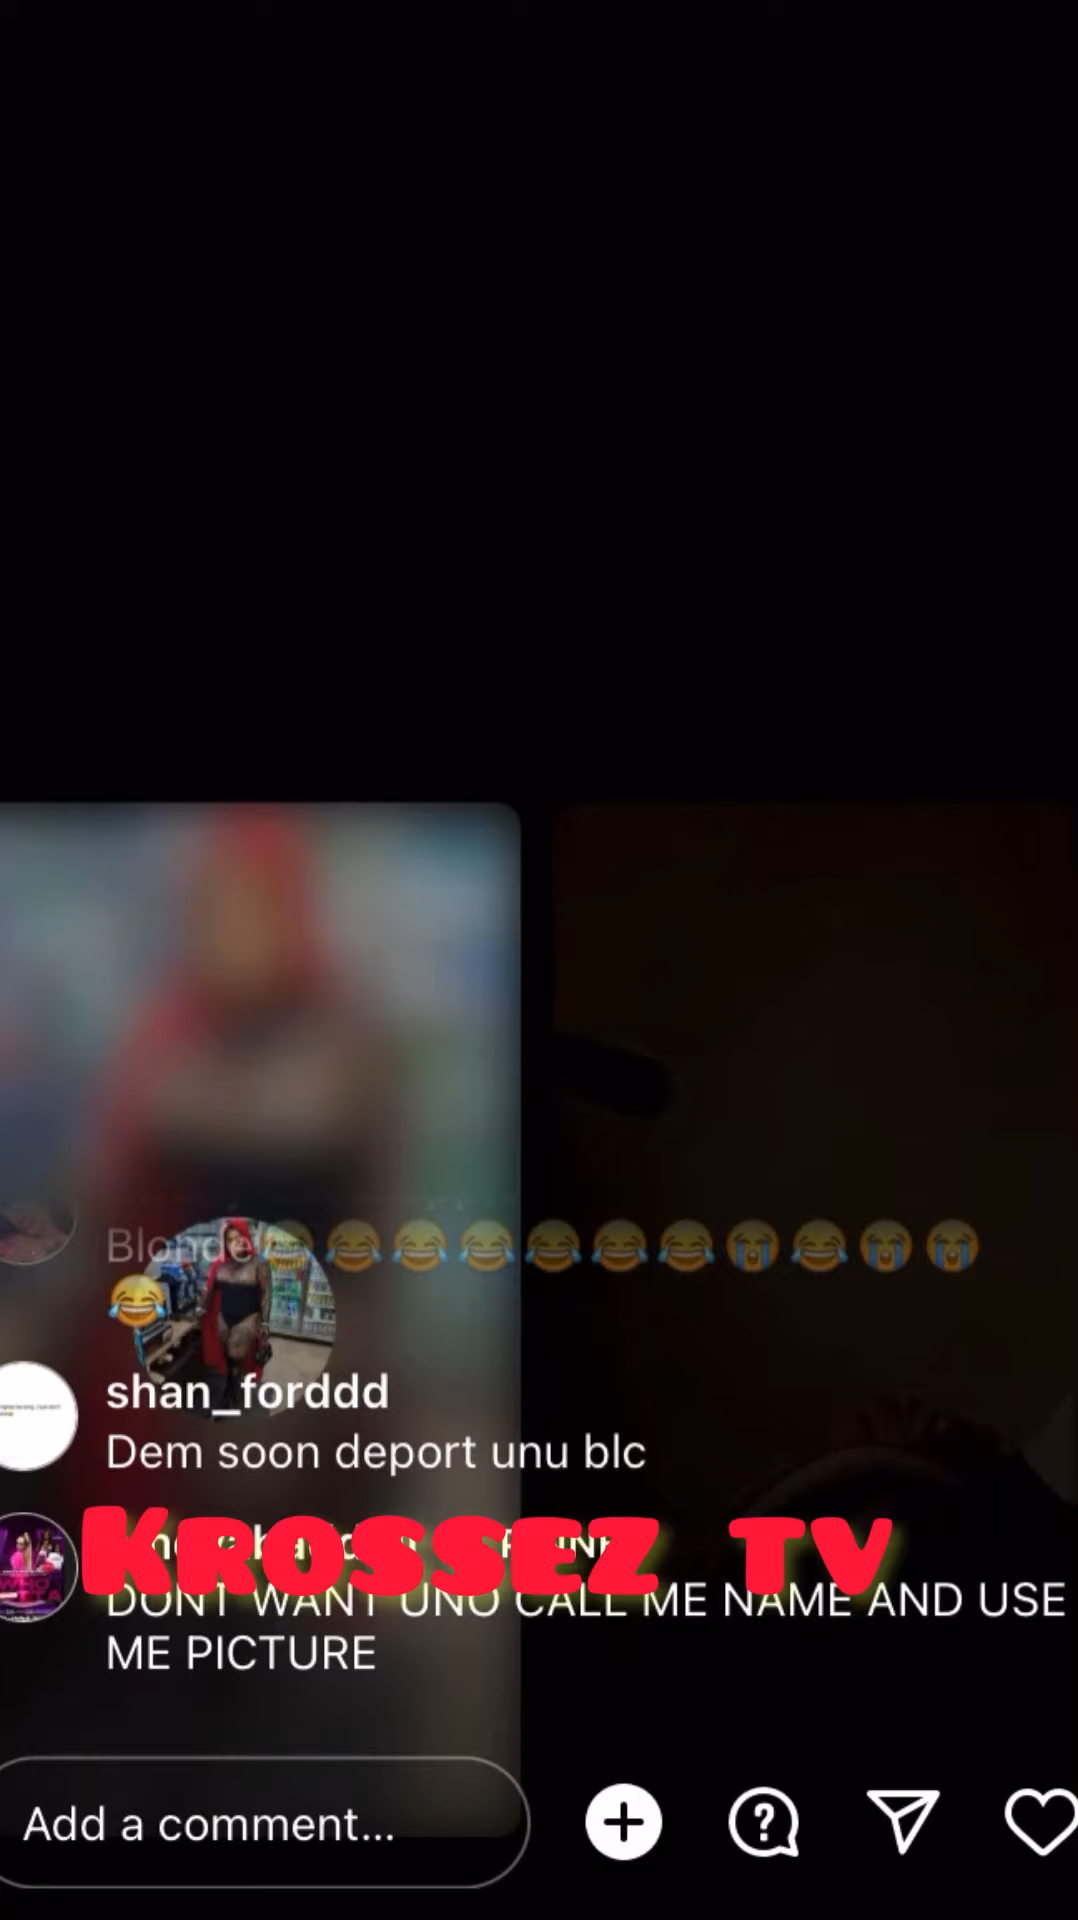 Blonde 😂😂😂😂😂😂😂😭😂😭😭
😂
shan_forddd
Dem soon deport unu blc
KROSSEZ TV
DONT WANT UNO CALL ME NAME AND USE
ME PICTURE
Add a comment...